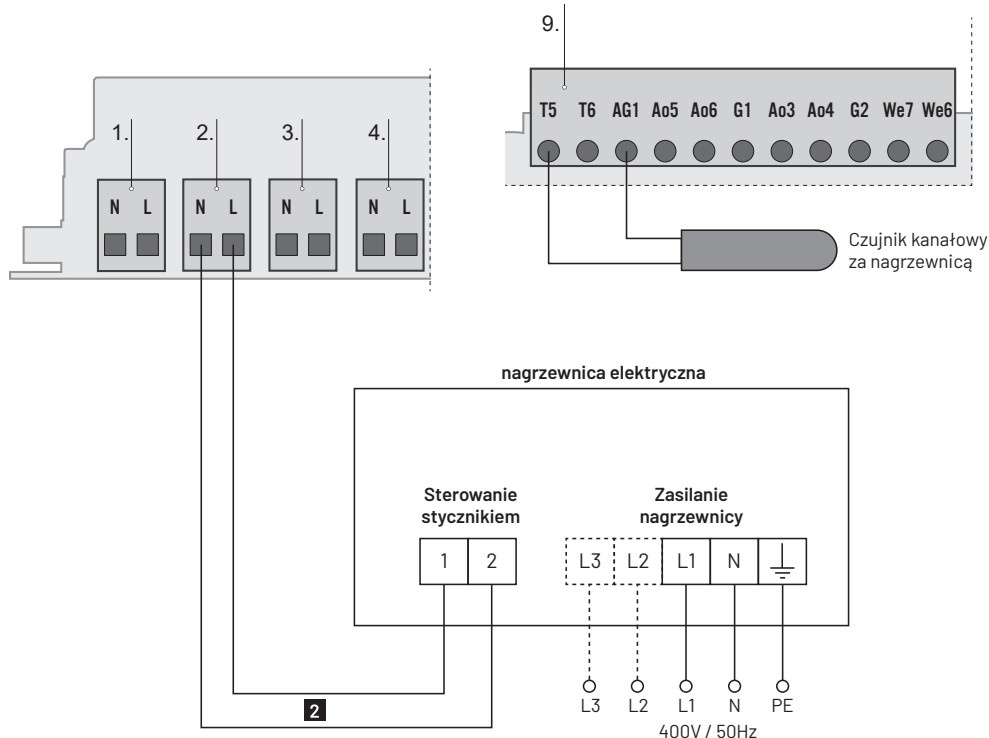 9.
T5 T6 AG1 Ao5 Ao6 G1 Ao3 Ao4 G2 We7 We6
1. 2. 3. 4.
N L N L N L N L
Czujnik kanałowy
za nagrzewnicą
nagrzewnica elektryczna
Sterowanie
stycznikiem
Zasilanie
nagrzewnicy
1 2
L3 L2 L1 N
2
L3 L2 L1 N PE
400V / 50Hz